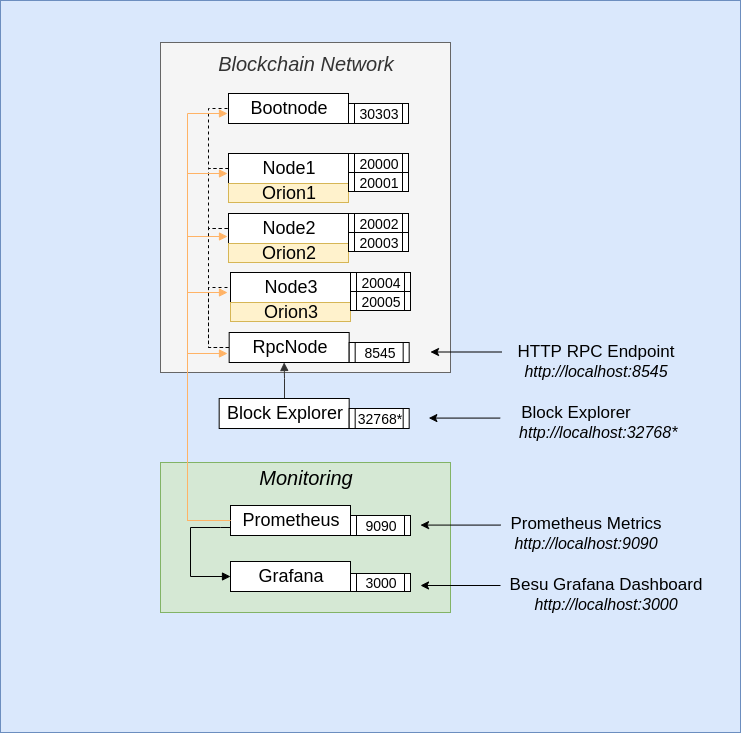 Blockchain Network
Bootnode
30303
Node1
20000
20001
Orion1
Node2
20002
20003
Orion2
Node3
20004
20005
Orion3
RpcNode
8545
HTTP RPC Endpoint
http://localhost:8545
Block Explorer
32768*
Block Explorer
http://localhost:32768*
Monitoring
Prometheus
9090
Prometheus Metrics
http://localhost:9090
Grafana
3000
Besu Grafana Dashboard
http://localhost:3000